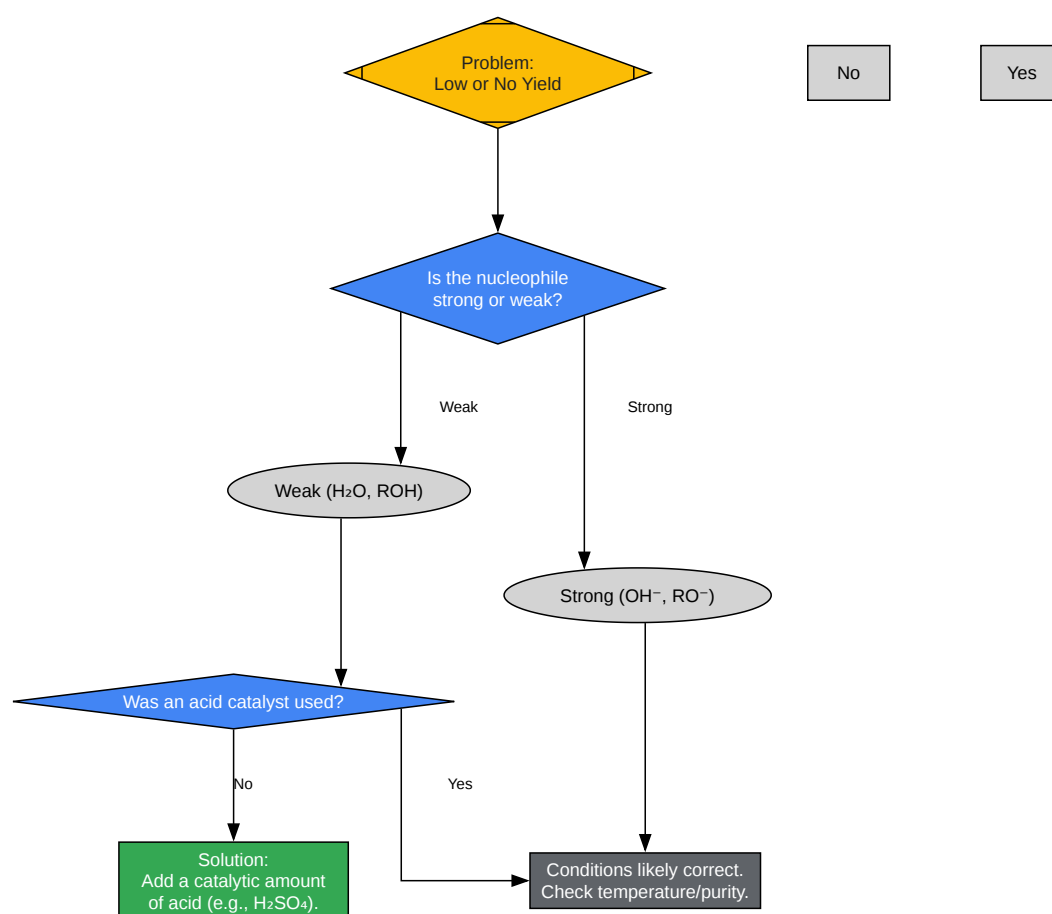 Problem:
Low or No Yield
No
Yes
Is the nucleophile
strong or weak?
Weak
Strong
Weak (H₂O, ROH)
Strong (OH⁻, RO⁻)
Was an acid catalyst used?
No
Yes
Solution:
Add a catalytic amount
of acid (e.g., H₂SO₄).
Conditions likely correct.
Check temperature/purity.